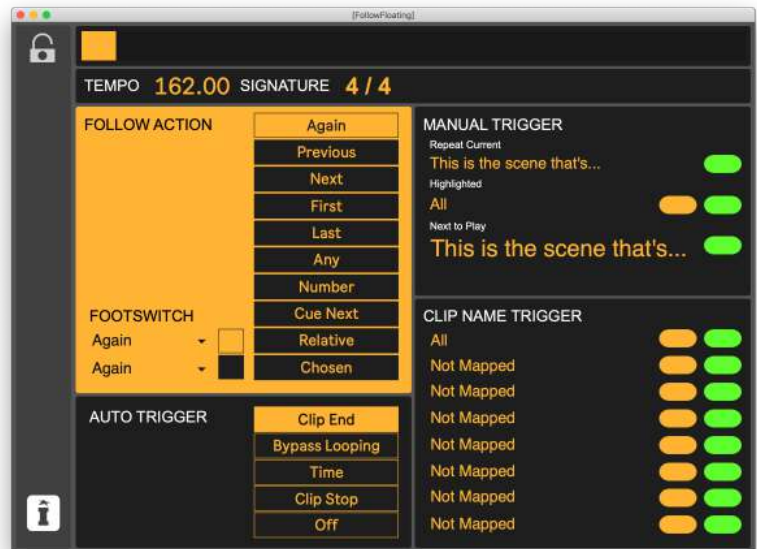 [FollowFloating]
TEMPO 162.00 SIGNATURE 4 / 4
FOLLOW ACTION
Again
Previous
Next
First
Last
Any
Number
Cue Next
Relative
Chosen
FOOTSWITCH
Again
Again
AUTO TRIGGER
Clip End
Bypass Looping
Time
Clip Stop
Off
MANUAL TRIGGER
Repeat Current
This is the scene that's...
Highlighted
All
Next to Play
This is the scene that's...
CLIP NAME TRIGGER
All
Not Mapped
Not Mapped
Not Mapped
Not Mapped
Not Mapped
Not Mapped
Not Mapped